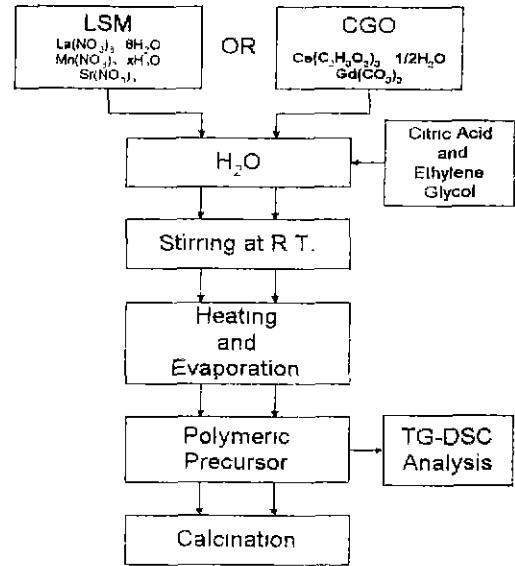 LSM
La(NO3)3 6H2O
Mn(NO3)2 xH2O
Sr(NO3)2
OR
CGO
Ce(C2H3O2)3 1/2H2O
Gd(CO3)3
H2O
Citric Acid
and
Ethylene
Glycol
Stirring at R T.
Heating
and
Evaporation
Polymeric
Precursor
TG-DSC
Analysis
Calcination